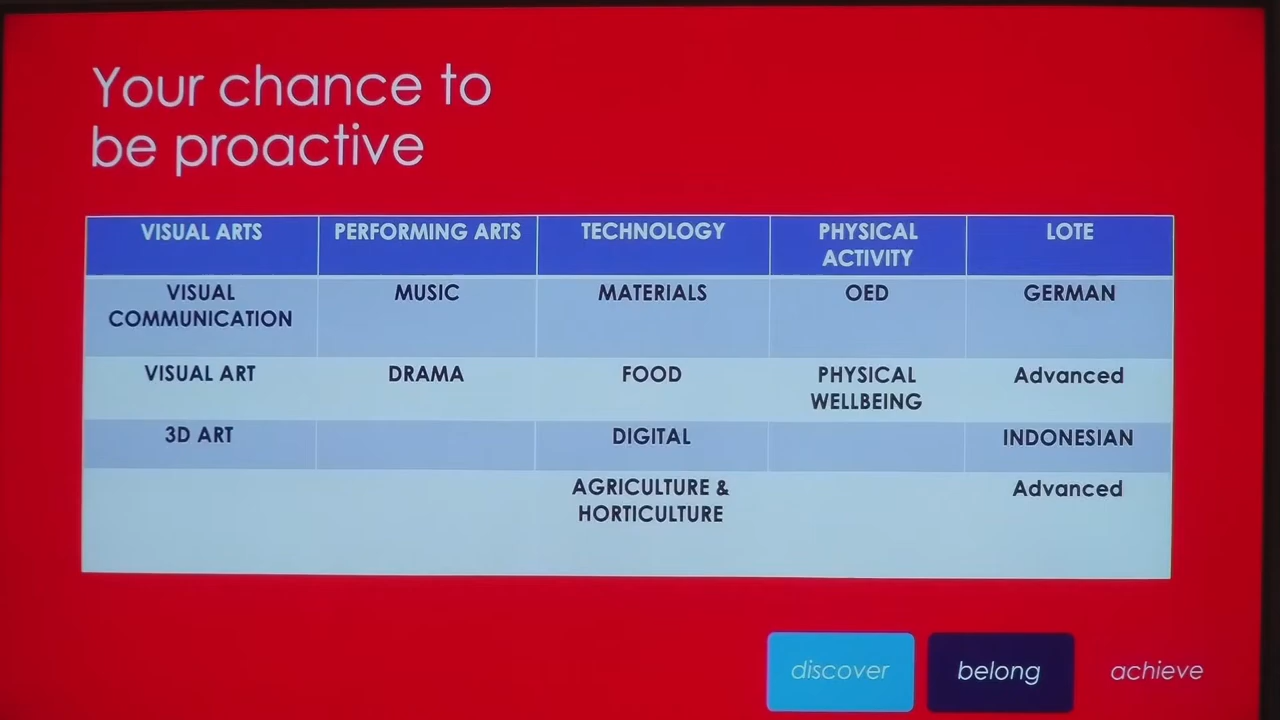 Your chance to
be proactive
VISUAL ARTS PERFORMING ARTS TECHNOLOGY PHYSICAL ACTIVITY LOTE
VISUAL COMMUNICATION MUSIC MATERIALS OED GERMAN
VISUAL ART DRAMA FOOD PHYSICAL WELLBEING Advanced
3D ART DIGITAL INDONESIAN
AGRICULTURE & HORTICULTURE Advanced
discover belong achieve